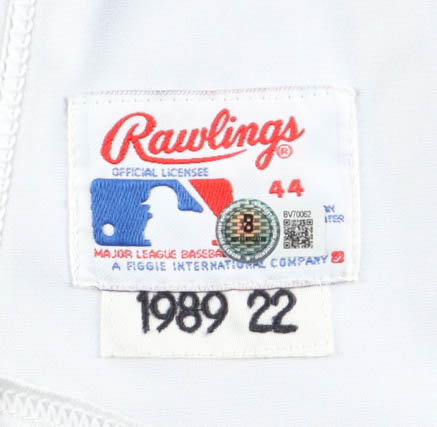 Rawlings®
OFFICIAL LICENSEE
44
8
BV70062
MAJOR LEAGUE BASEBA
A FIGGIE INTERNATIONAL COMPANY
1989 22